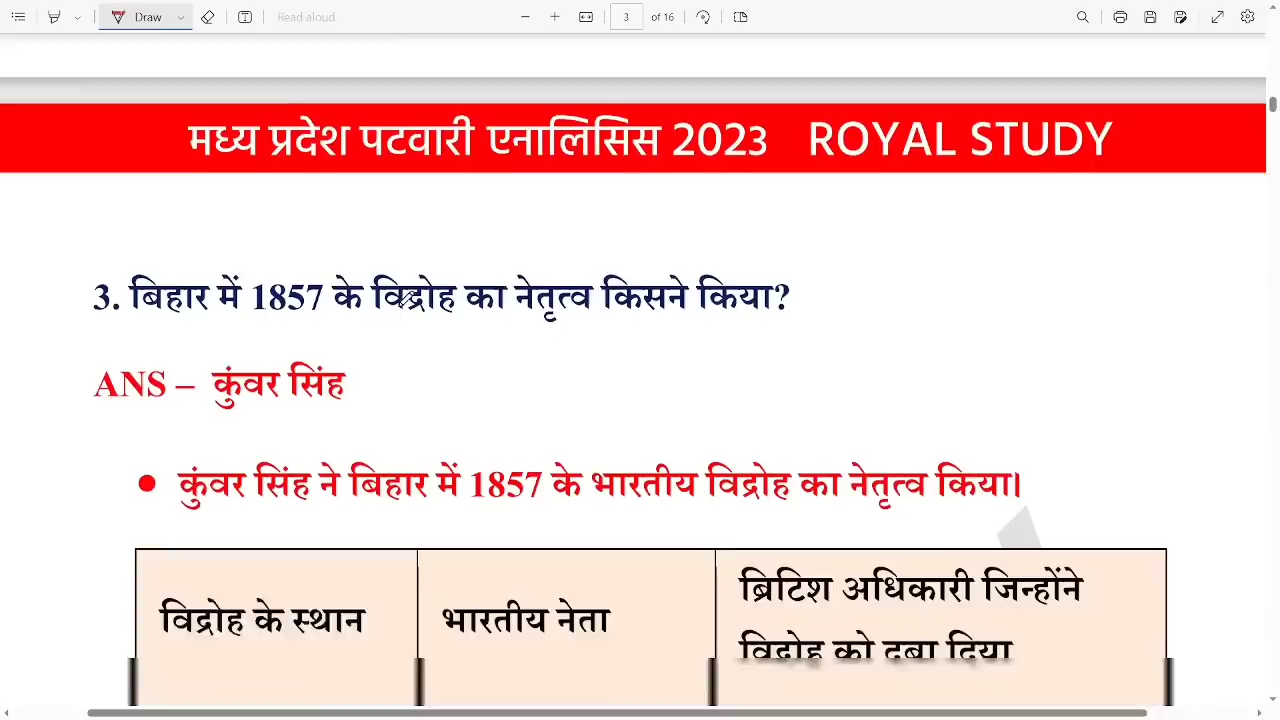 Draw
Read aloud
3 of 16
मध्य प्रदेश पटवारी एनालिसिस 2023 ROYAL STUDY
3. बिहार में 1857 के विद्रोह का नेतृत्व किसने किया?
ANS – कुंवर सिंह
• कुंवर सिंह ने बिहार में 1857 के भारतीय विद्रोह का नेतृत्व किया।
विद्रोह के स्थान
भारतीय नेता
ब्रिटिश अधिकारी जिन्होंने
विद्रोह को दबा दिया